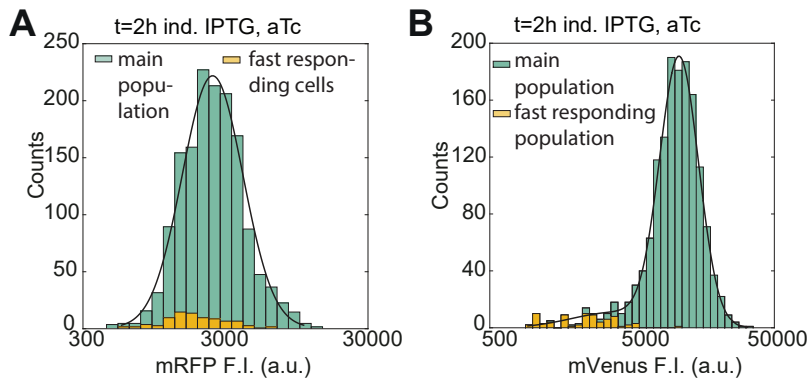 A
t=2h ind. IPTG, aTc
250
200
150
100
50
0
Counts
main
popu-
lation
fast respon-
ding cells
300
3000
30000
mRFP F.I. (a.u.)
B
t=2h ind. IPTG, aTc
200
160
120
80
40
0
Counts
main
population
fast responding
population
500
5000
50000
mVenus F.I. (a.u.)